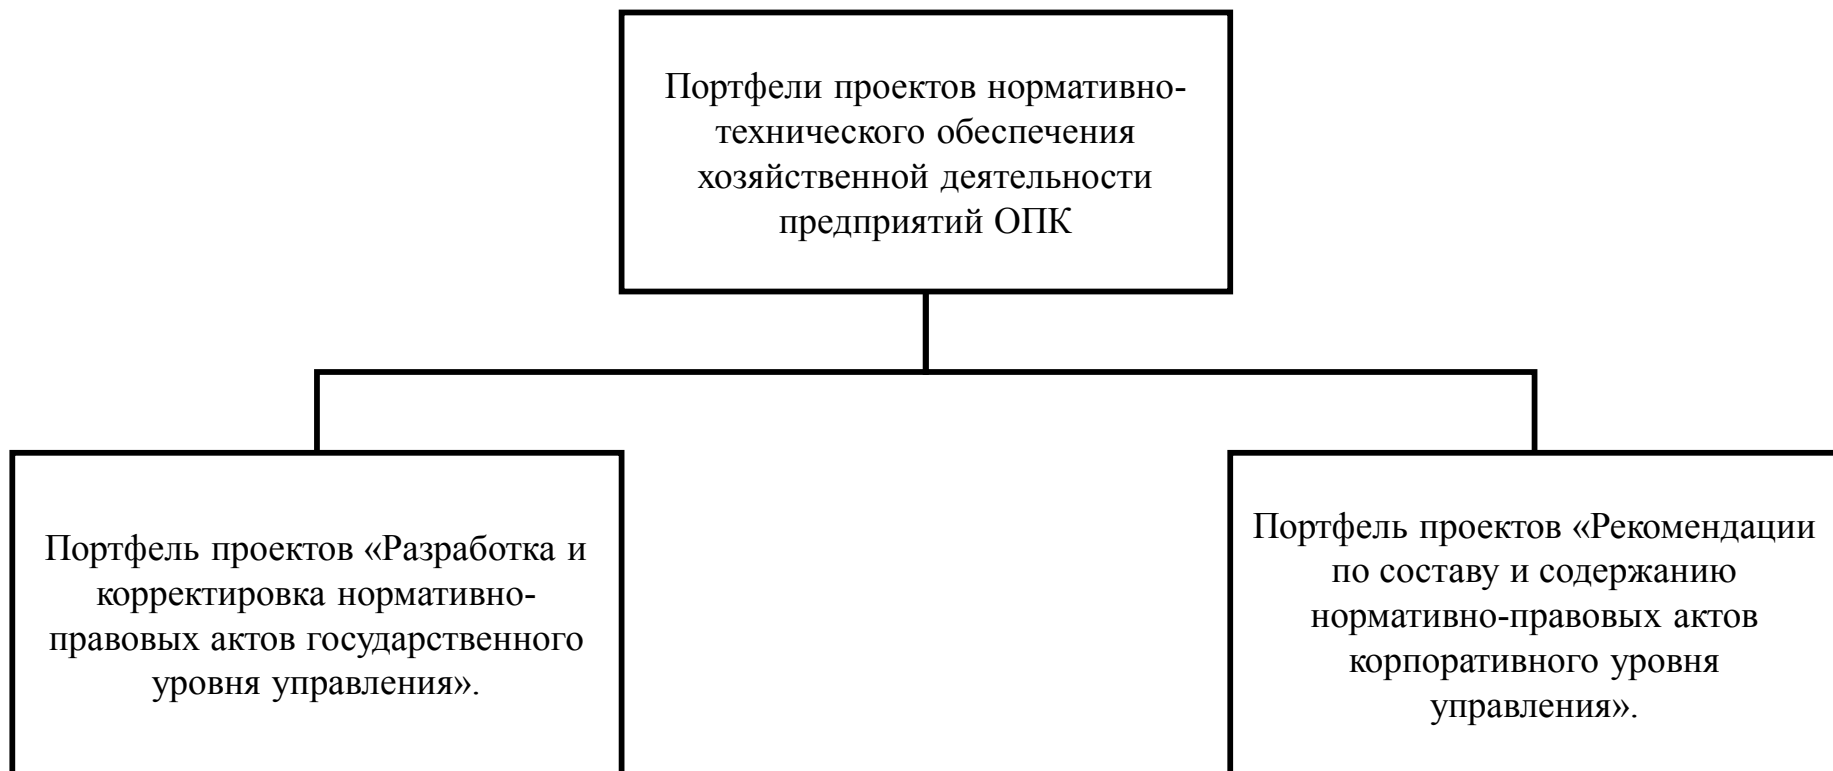 Портфели проектов нормативно-
технического обеспечения
хозяйственной деятельности
предприятий ОПК
Портфель проектов «Разработка и
корректировка нормативно-
правовых актов государственного
уровня управления».
Портфель проектов «Рекомендации
по составу и содержанию
нормативно-правовых актов
корпоративного уровня
управления».